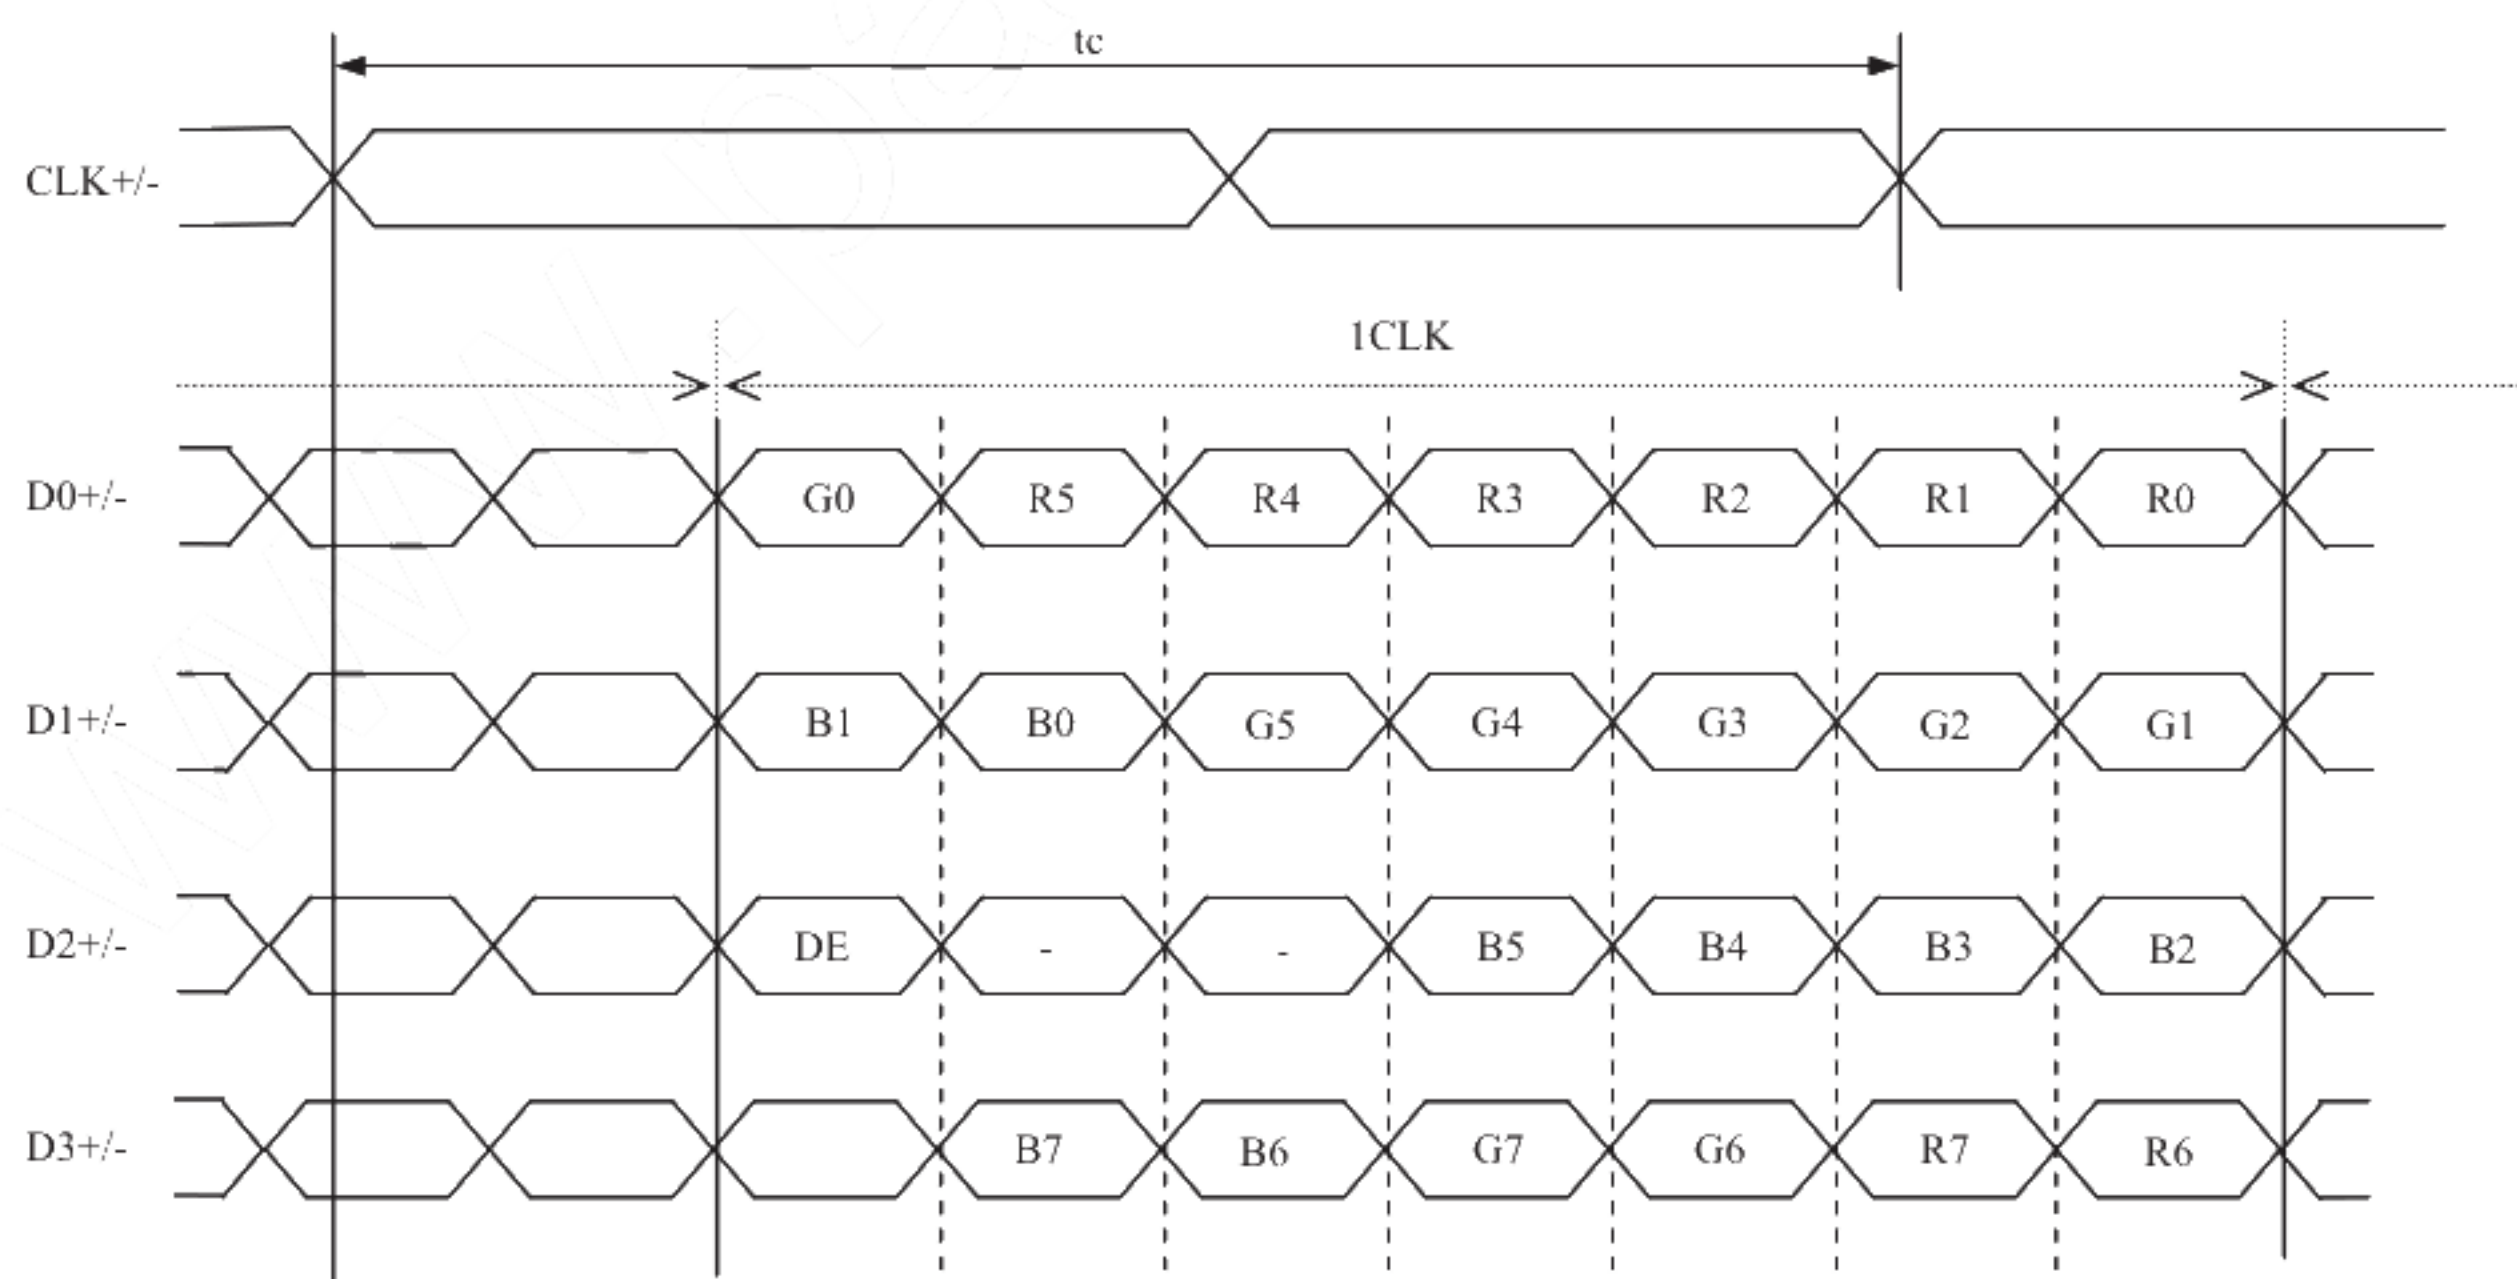 tc
CLK+/-
1CLK
D0+/- G0 R5 R4 R3 R2 R1 R0
D1+/- B1 B0 G5 G4 G3 G2 G1
D2+/- DE - - B5 B4 B3 B2
D3+/- B7 B6 G7 G6 R7 R6